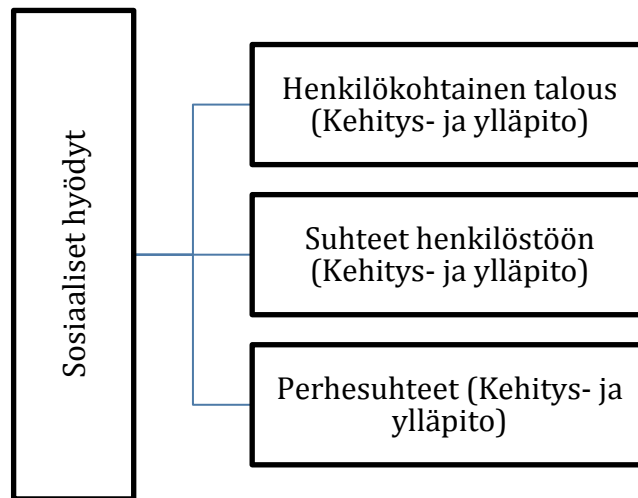 Sosiaaliset hyödyt
Henkilökohtainen talous
(Kehitys- ja ylläpito)
Suhteet henkilöstöön
(Kehitys- ja ylläpito)
Perhesuhteet (Kehitys- ja
ylläpito)